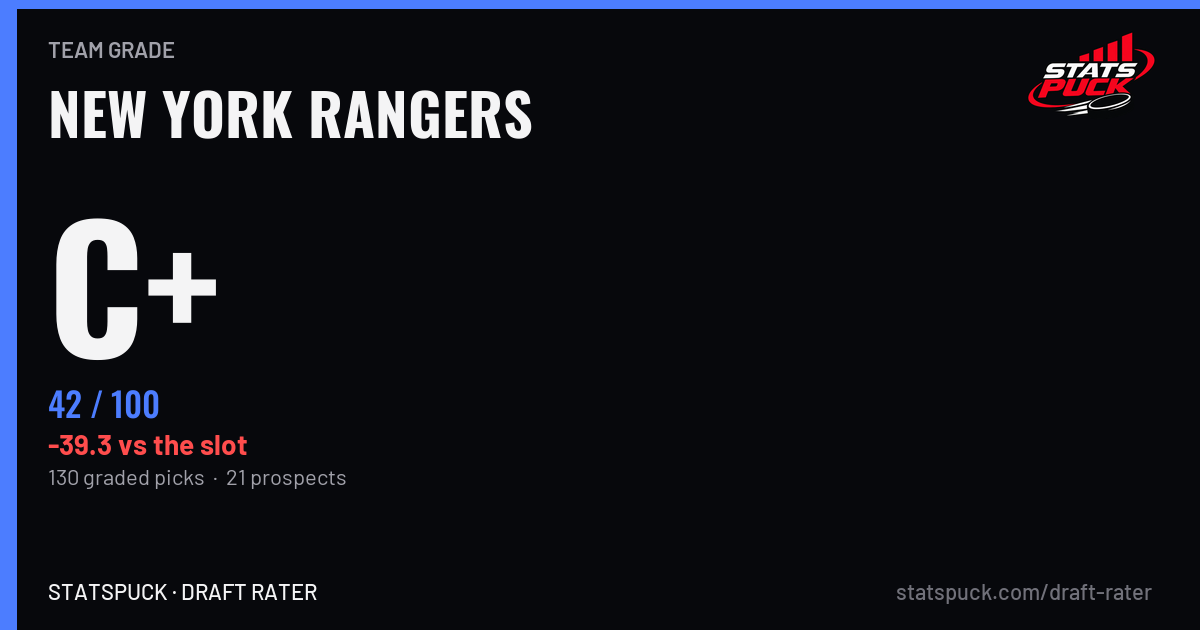 TEAM GRADE
NEW YORK RANGERS
STATS
PUCK
C+
42 / 100
-39.3 vs the slot
130 graded picks · 21 prospects
STATSPUCK · DRAFT RATER
statspuck.com/draft-rater